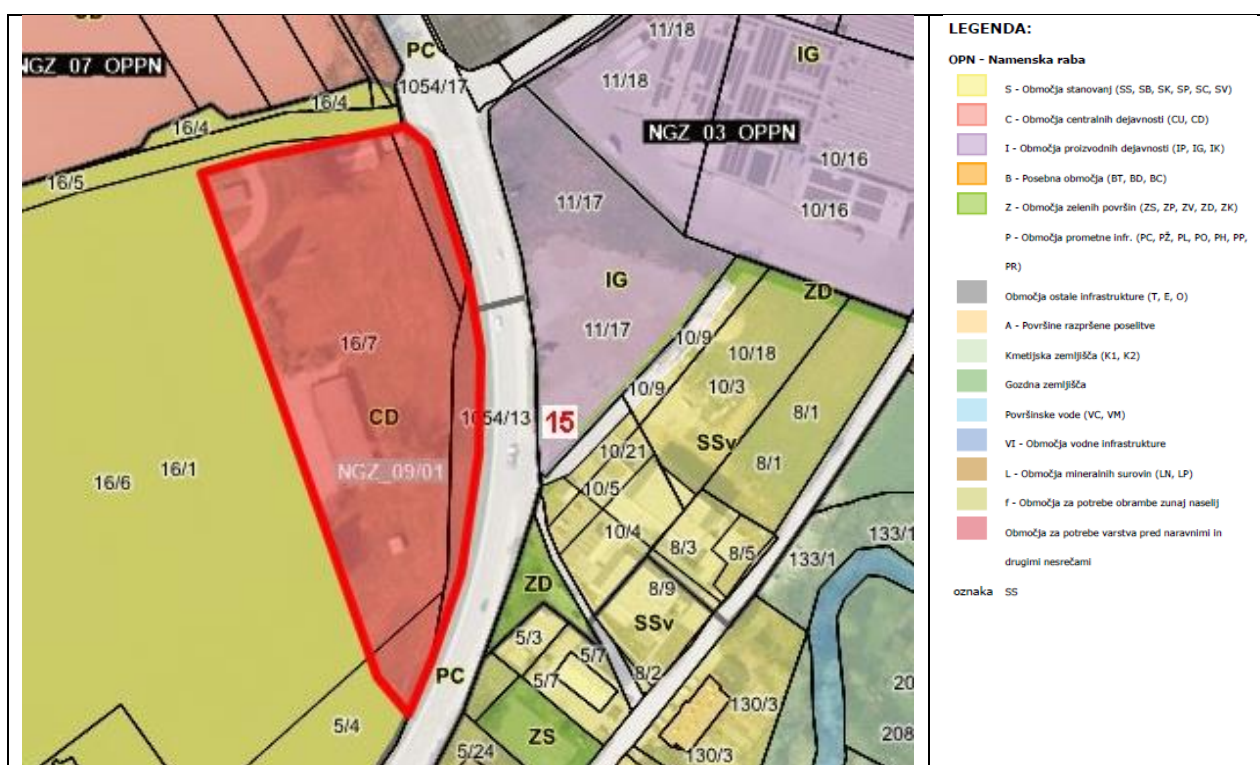 PC
11/18
IG
NGZ_07_OPPN
11/18
1054/17
16/4
16/4
NGZ_03_OPPN
10/16
16/5
11/17
10/16
IG
ZD
11/17
10/9
16/7
10/18
10/9
10/3
CD
1054/13
15
8/1
SSv
10/21
16/1
8/1
NGZ_09/01
16/6
10/5
10/4
133/1
8/3
8/5
133/1
ZD
8/9
SSv
5/3
5/7
PC
8/2
5/7
20
130/3
5/4
ZS
208
5/24
130/3
LEGENDA:
OPN - Namenska raba
S - Območja stanovanj (SS, SB, SK, SP, SC, SV)
C - Območja centralnih dejavnosti (CU, CD)
I - Območja proizvodnih dejavnosti (IP, IG, IK)
B - Posebna območja (BT, BD, BC)
Z - Območja zelenih površin (ZS, ZP, ZV, ZD, ZK)
P - Območja prometne infr. (PC, PŽ, PL, PO, PH, PP,
PR)
Območja ostale infrastrukture (T, E, O)
A - Površine razpršene poselitve
Kmetijska zemljišča (K1, K2)
Gozdna zemljišča
Površinske vode (VC, VM)
VI - Območja vodne infrastrukture
L - Območja mineralnih surovin (LN, LP)
f - Območja za potrebe obrambe zunaj naselij
Območja za potrebe varstva pred naravnimi in
drugimi nesrečami
oznaka SS